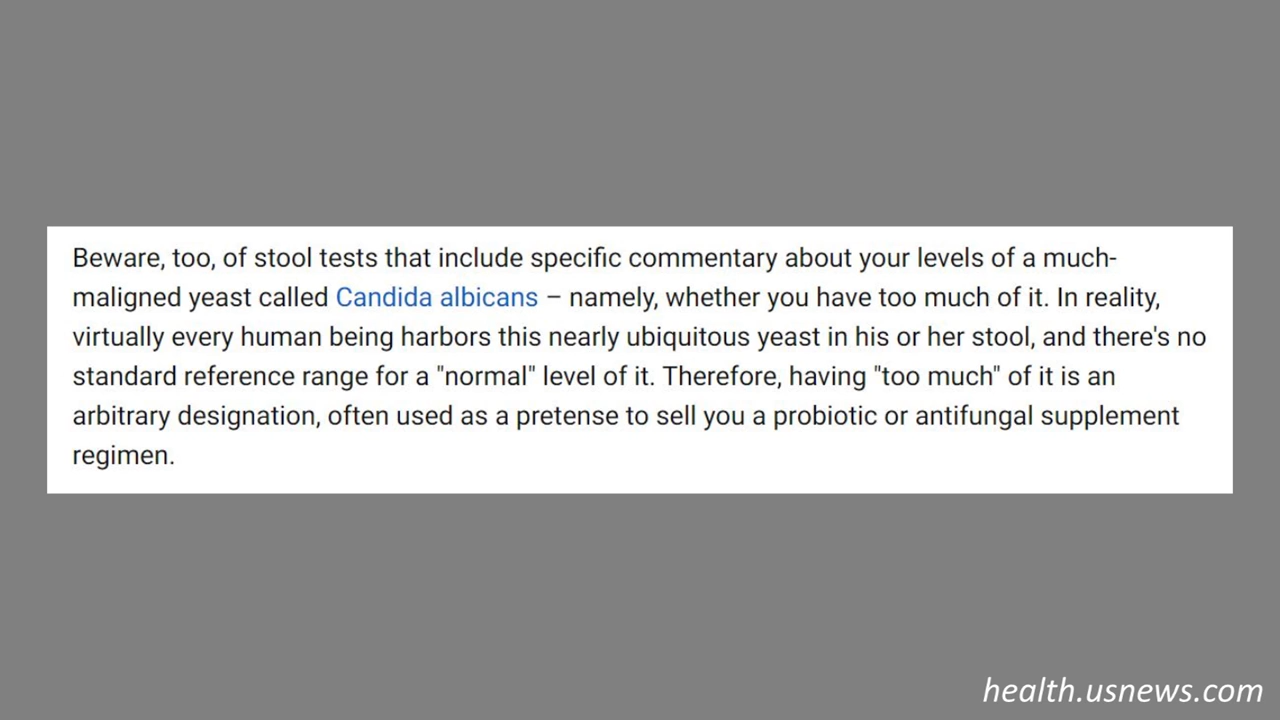 Beware, too, of stool tests that include specific commentary about your levels of a much-
maligned yeast called Candida albicans – namely, whether you have too much of it. In reality,
virtually every human being harbors this nearly ubiquitous yeast in his or her stool, and there's no
standard reference range for a "normal" level of it. Therefore, having "too much" of it is an
arbitrary designation, often used as a pretense to sell you a probiotic or antifungal supplement
regimen.
health.usnews.com